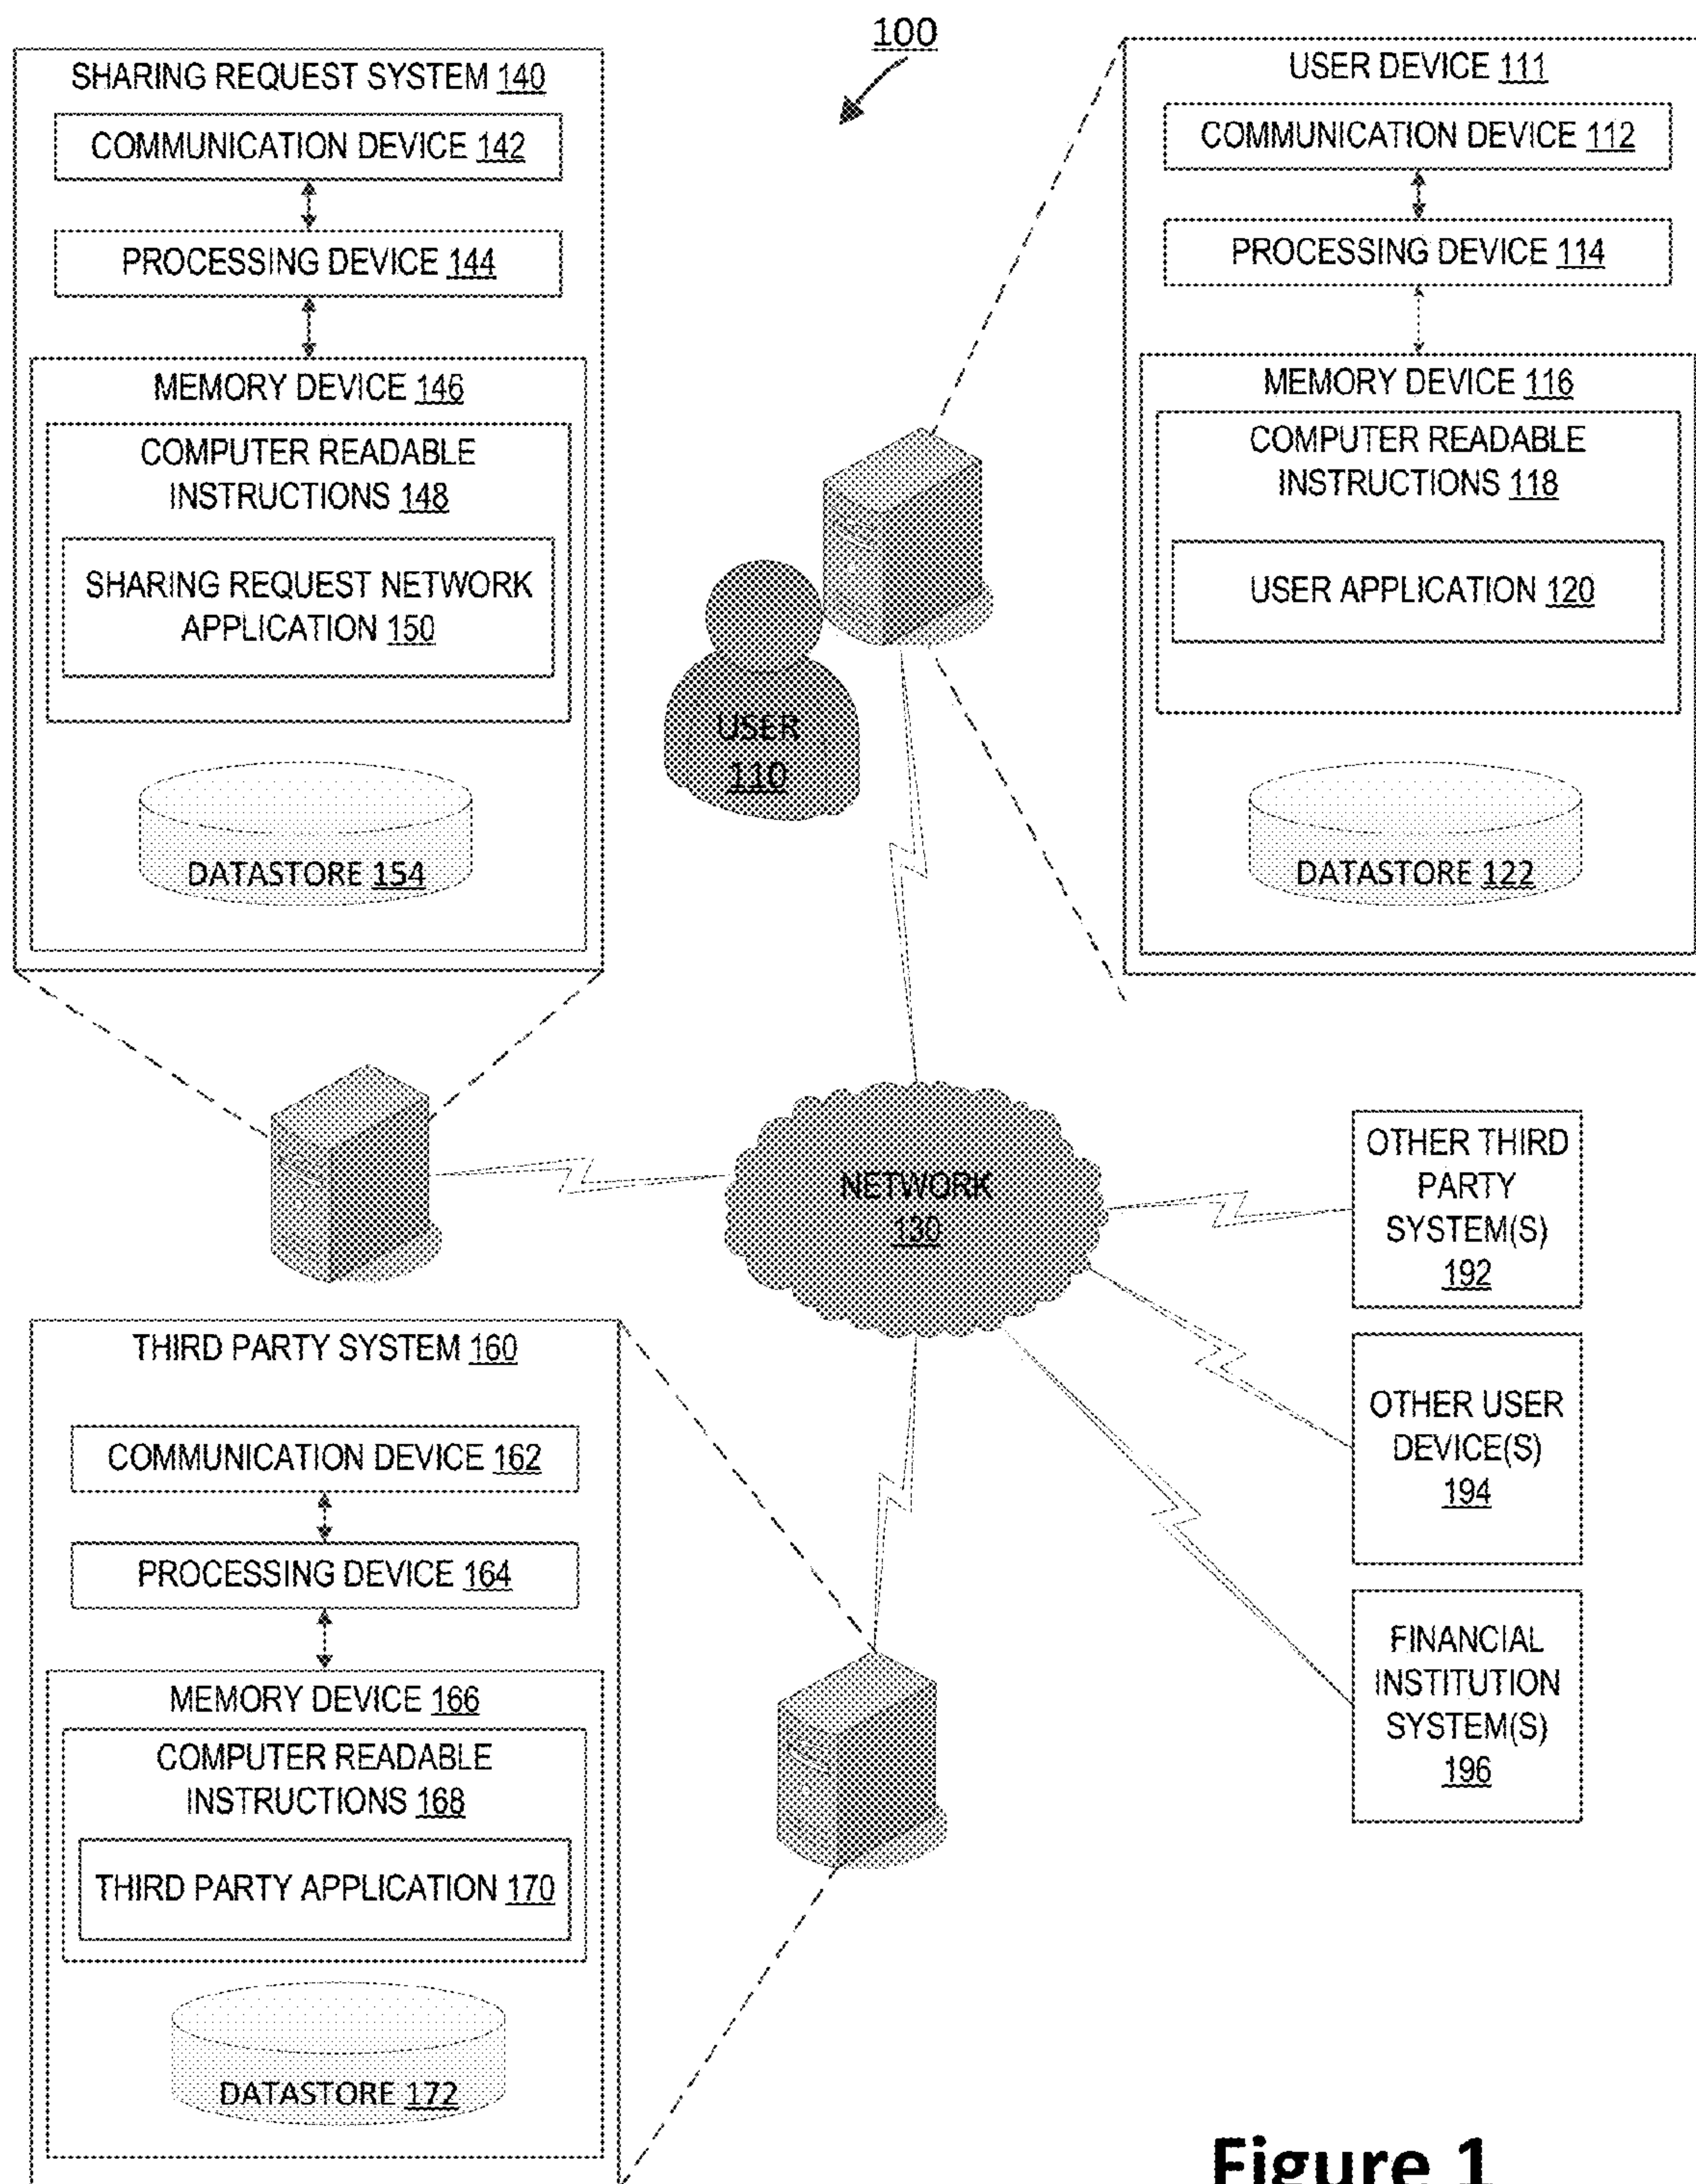 100
SHARING REQUEST SYSTEM 140
COMMUNICATION DEVICE 142
PROCESSING DEVICE 144
MEMORY DEVICE 146
COMPUTER READABLE
INSTRUCTIONS 148
SHARING REQUEST NETWORK
APPLICATION 150
DATASTORE 154
USER DEVICE 111
COMMUNICATION DEVICE 112
PROCESSING DEVICE 114
MEMORY DEVICE 116
COMPUTER READABLE
INSTRUCTIONS 118
USER APPLICATION 120
DATASTORE 122
USER
110
NETWORK
130
OTHER THIRD
PARTY
SYSTEM(S)
192
OTHER USER
DEVICE(S)
194
FINANCIAL
INSTITUTION
SYSTEM(S)
196
THIRD PARTY SYSTEM 160
COMMUNICATION DEVICE 162
PROCESSING DEVICE 164
MEMORY DEVICE 166
COMPUTER READABLE
INSTRUCTIONS 168
THIRD PARTY APPLICATION 170
DATASTORE 172
Figure 1